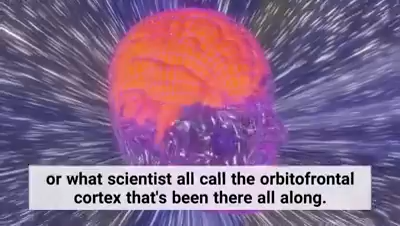 or what scientist all call the orbitofrontal
cortex that's been there all along.